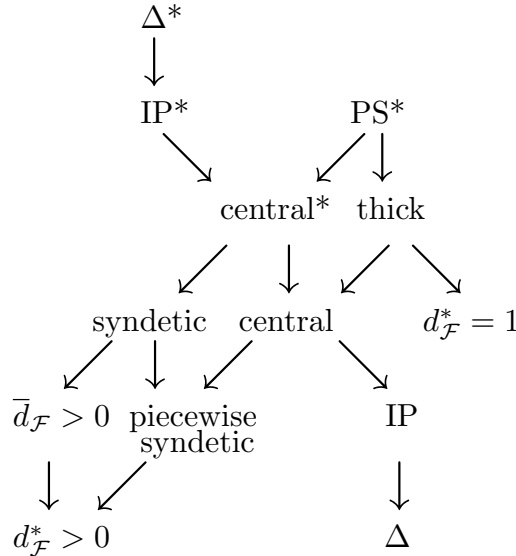 Δ*
IP* PS*
central* thick
syndetic central d*_𝓕 = 1
d̅_𝓕 > 0 piecewise syndetic IP
d*_𝓕 > 0 Δ